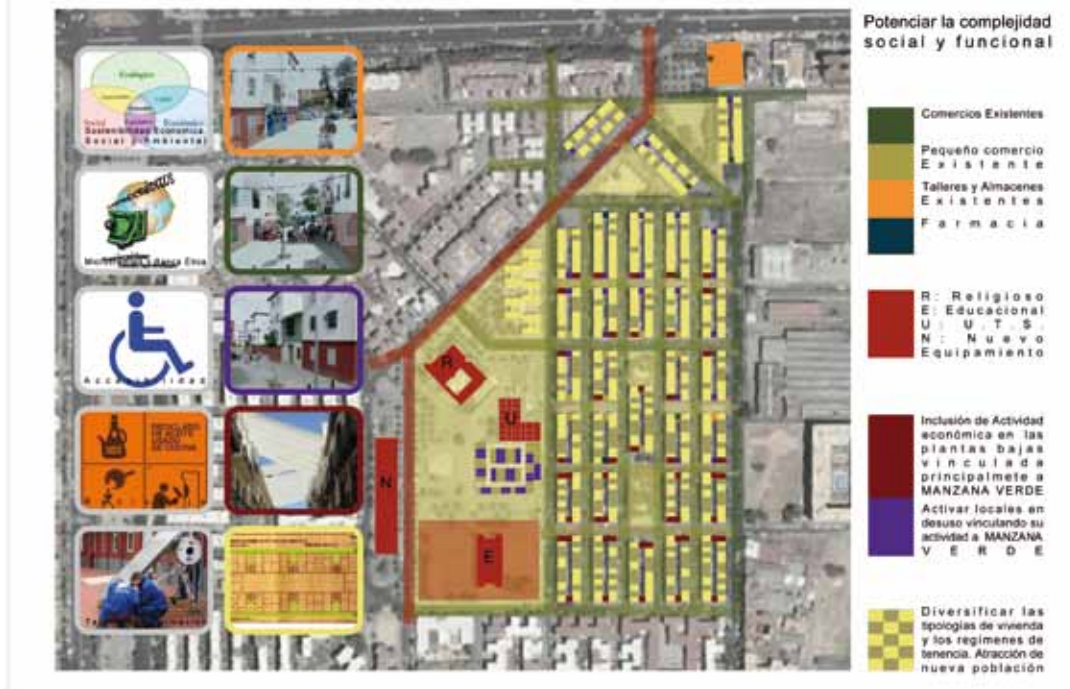 Potenciar la complejidad
social y funcional
Comercios Existentes
Pequeño comercio
Existente
Talleres y Almacenes
Existentes
Farmacia
R: Religioso
E: Educacional
U: U.T.S.
N: Nuevo
Equipamiento
Inclusión de Actividad
económica en las
plantas bajas
vinculada
principalmete a
MANZANA VERDE
Activar locales en
desuso vinculando su
actividad a MANZANA
VERDE
Diversificar las
tipologías de vivienda
y los regímenes de
tenencia. Atracción de
nueva población
Ecológico
Social
Económico
Sostenibilidad Económica
Social y Ambiental
Accesibilidad
R
U
N
E